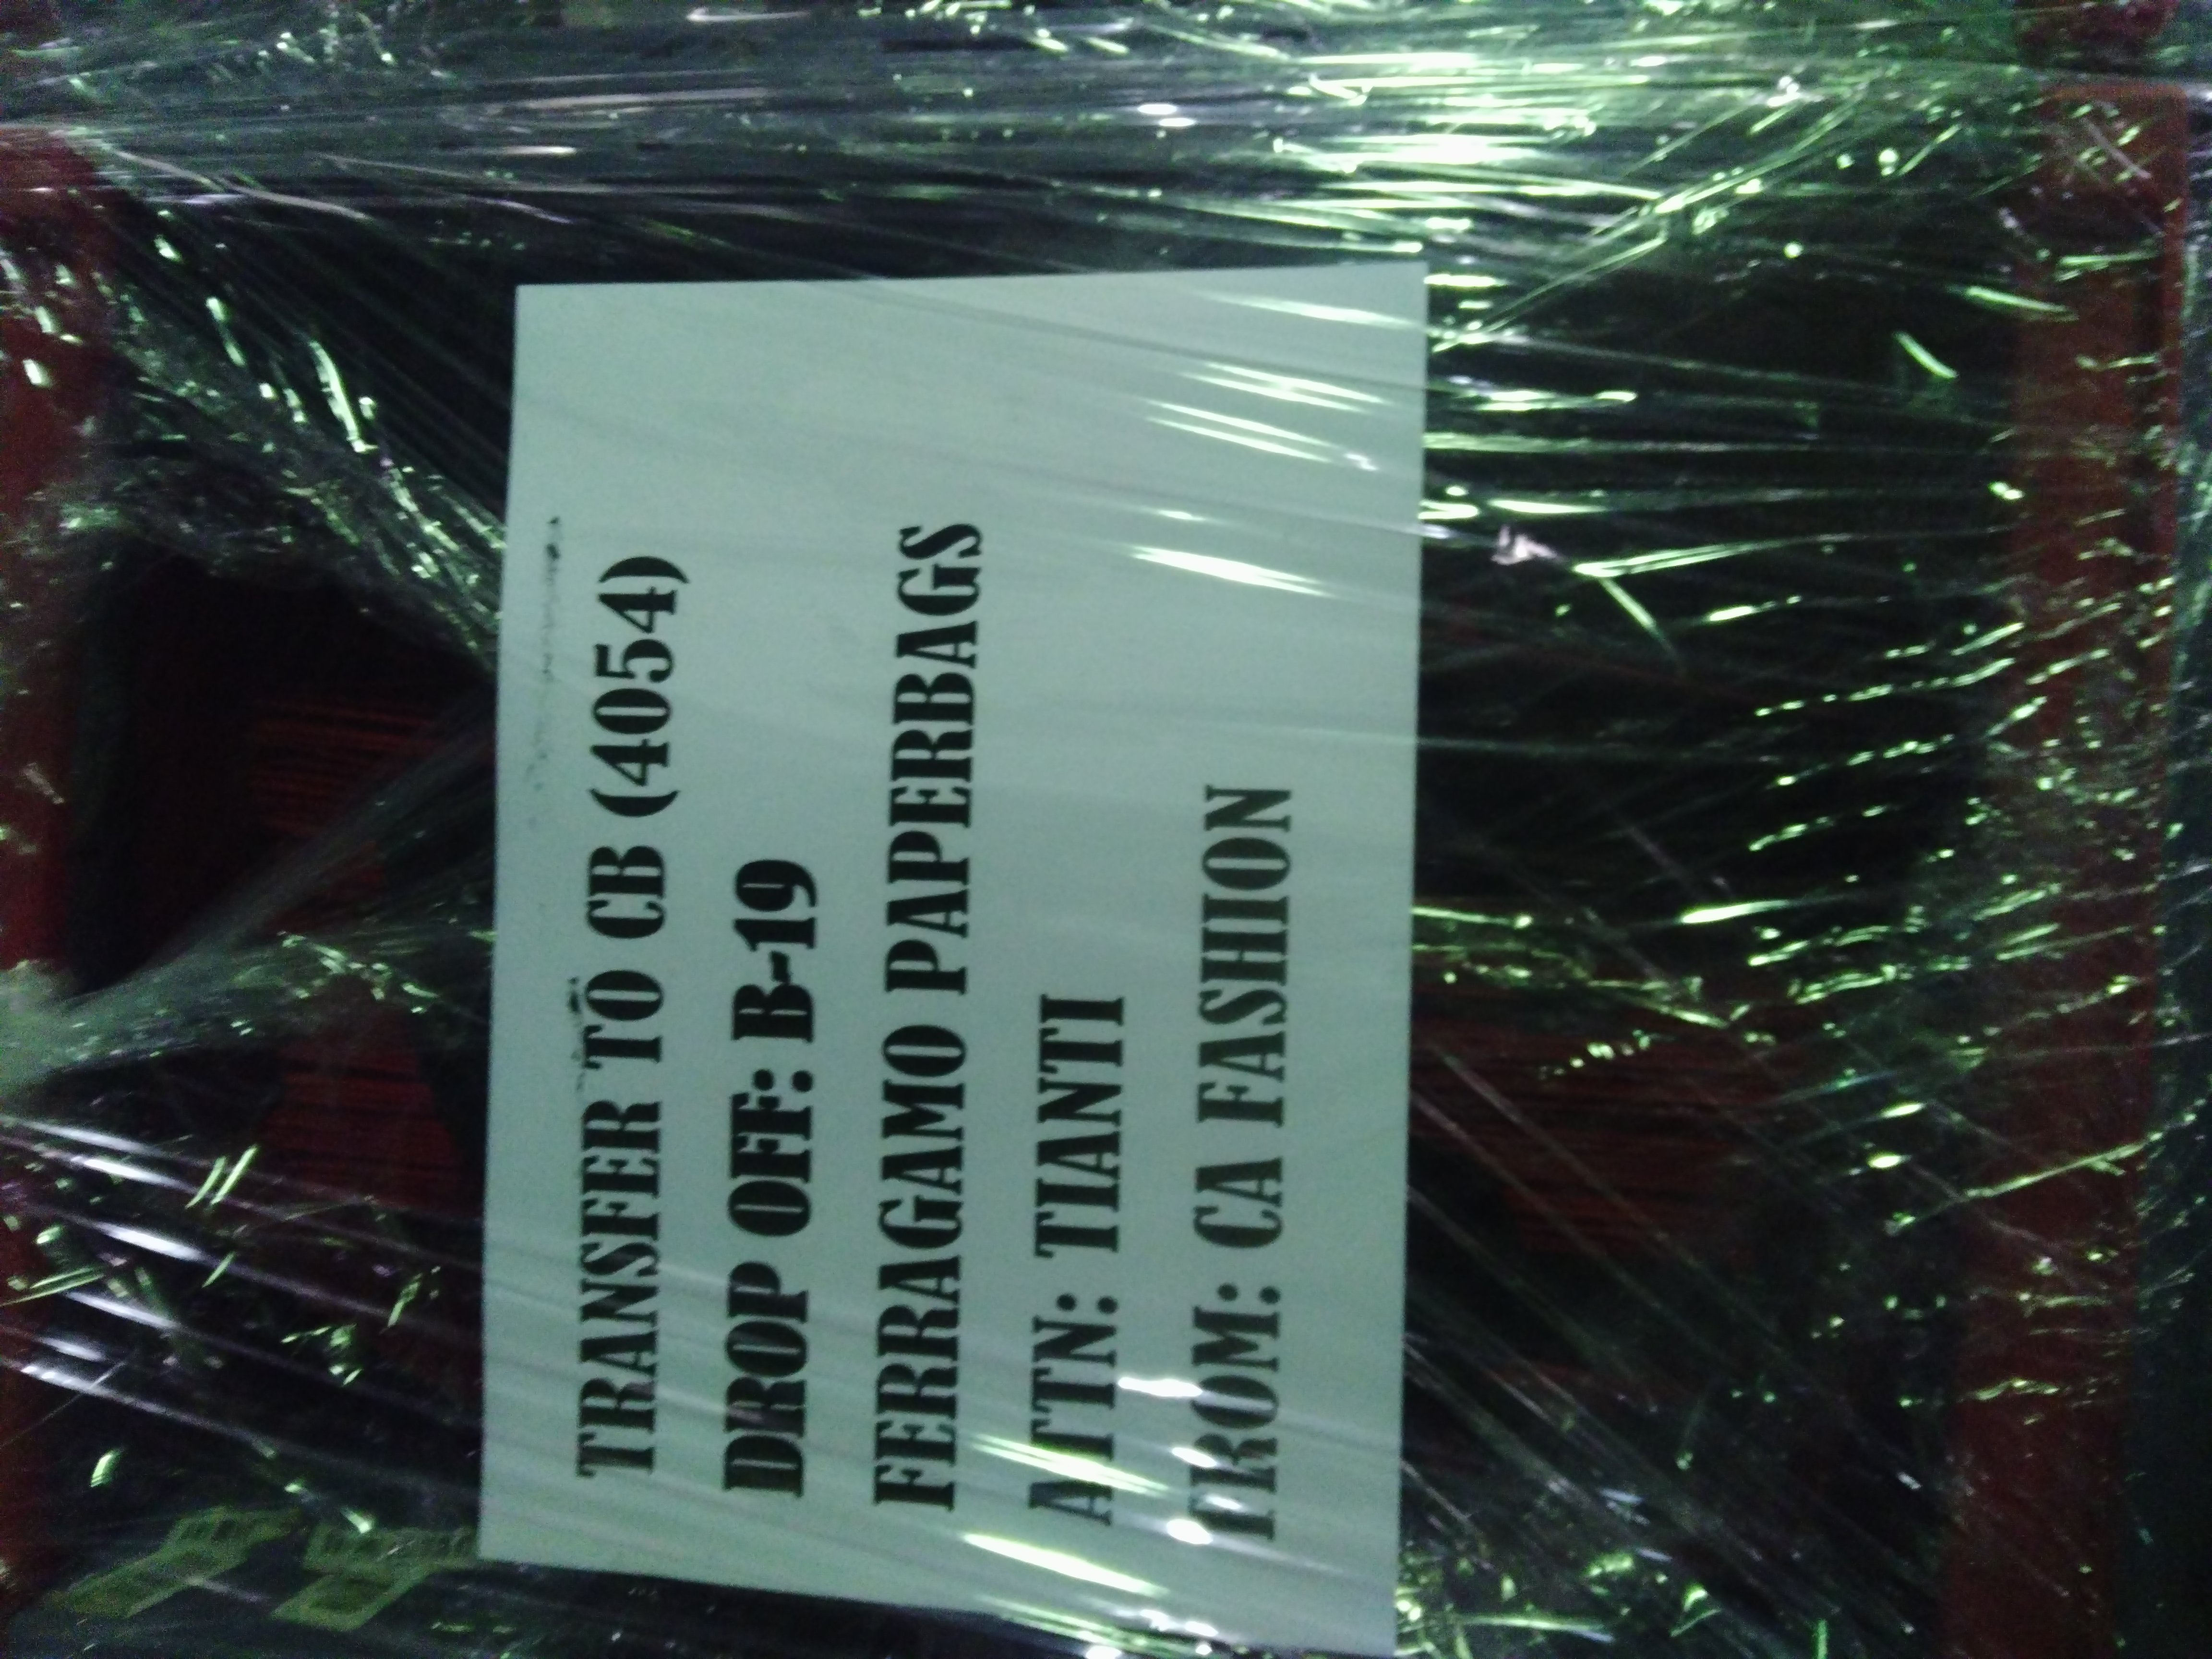 TRANSFER TO CB (4054)
DROP OFF: B-19
FERRAGAMO PAPERBAGS
ATTN: TIANTI
FROM: CA FASHION